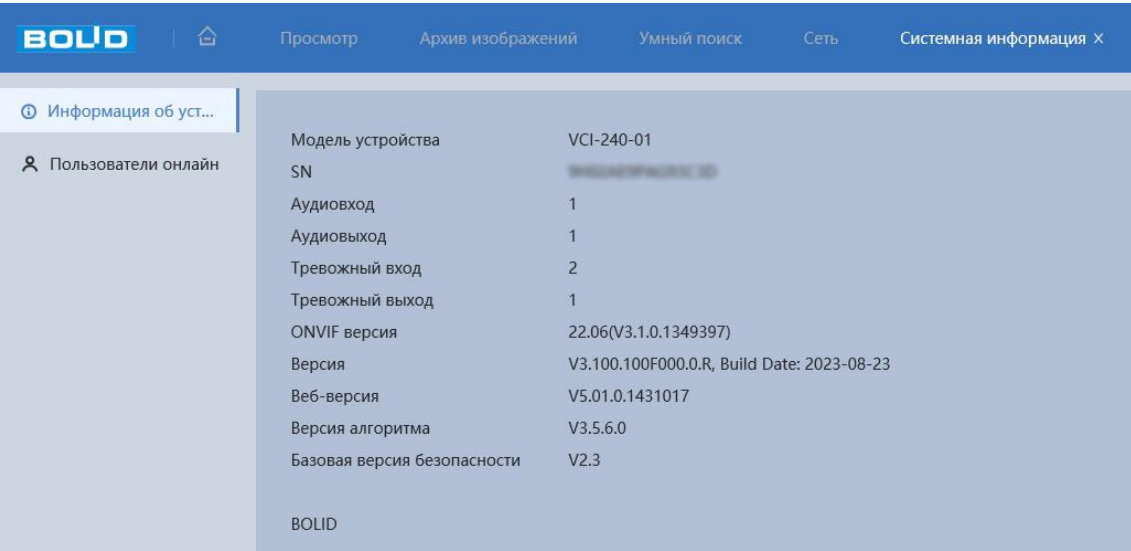 BOLID Просмотр Архив изображений Умный поиск Сеть Системная информация X
Информация об уст...
Пользователи онлайн
Модель устройства VCI-240-01
SN
Аудиовход 1
Аудиовыход 1
Тревожный вход 2
Тревожный выход 1
ONVIF версия 22.06(V3.1.0.1349397)
Версия V3.100.100F000.0.R, Build Date: 2023-08-23
Веб-версия V5.01.0.1431017
Версия алгоритма V3.5.6.0
Базовая версия безопасности V2.3
BOLID